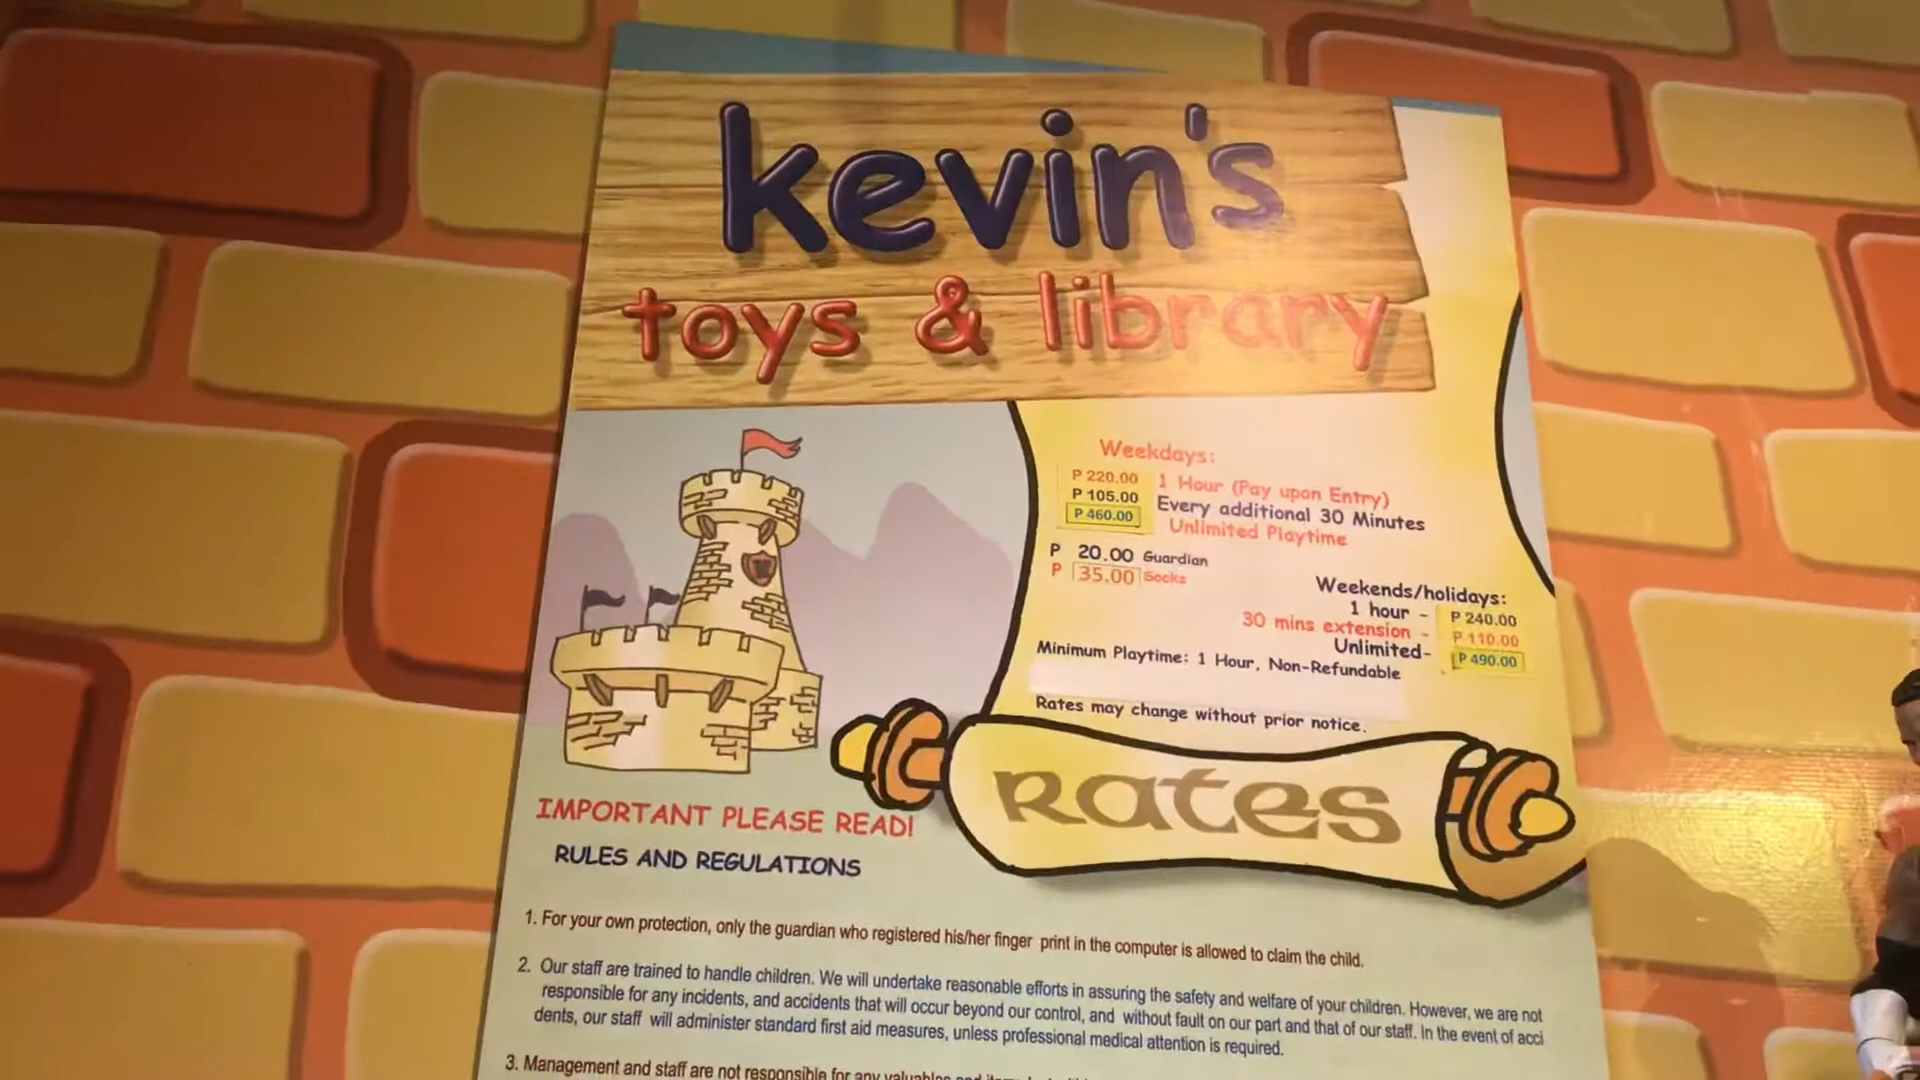 kevin's
toys & library
Weekdays:
P 220.00 1 Hour (Pay upon Entry)
P 105.00 Every additional 30 Minutes
P 460.00 Unlimited Playtime
P 20.00 Guardian
P 35.00 Socks
Weekends/holidays:
1 hour - P 240.00
30 mins extension - P 110.00
Unlimited- P 490.00
Minimum Playtime: 1 Hour, Non-Refundable
Rates may change without prior notice.
Rates
IMPORTANT PLEASE READ!
RULES AND REGULATIONS
1. For your own protection, only the guardian who registered his/her finger print in the computer is allowed to claim the child.
2. Our staff are trained to handle children. We will undertake reasonable efforts in assuring the safety and welfare of your children. However, we are not
responsible for any incidents, and accidents that will occur beyond our control, and without fault on our part and that of our staff. In the event of acci
dents, our staff will administer standard first aid measures, unless professional medical attention is required.
3. Management and staff are not responsible for any valuables and